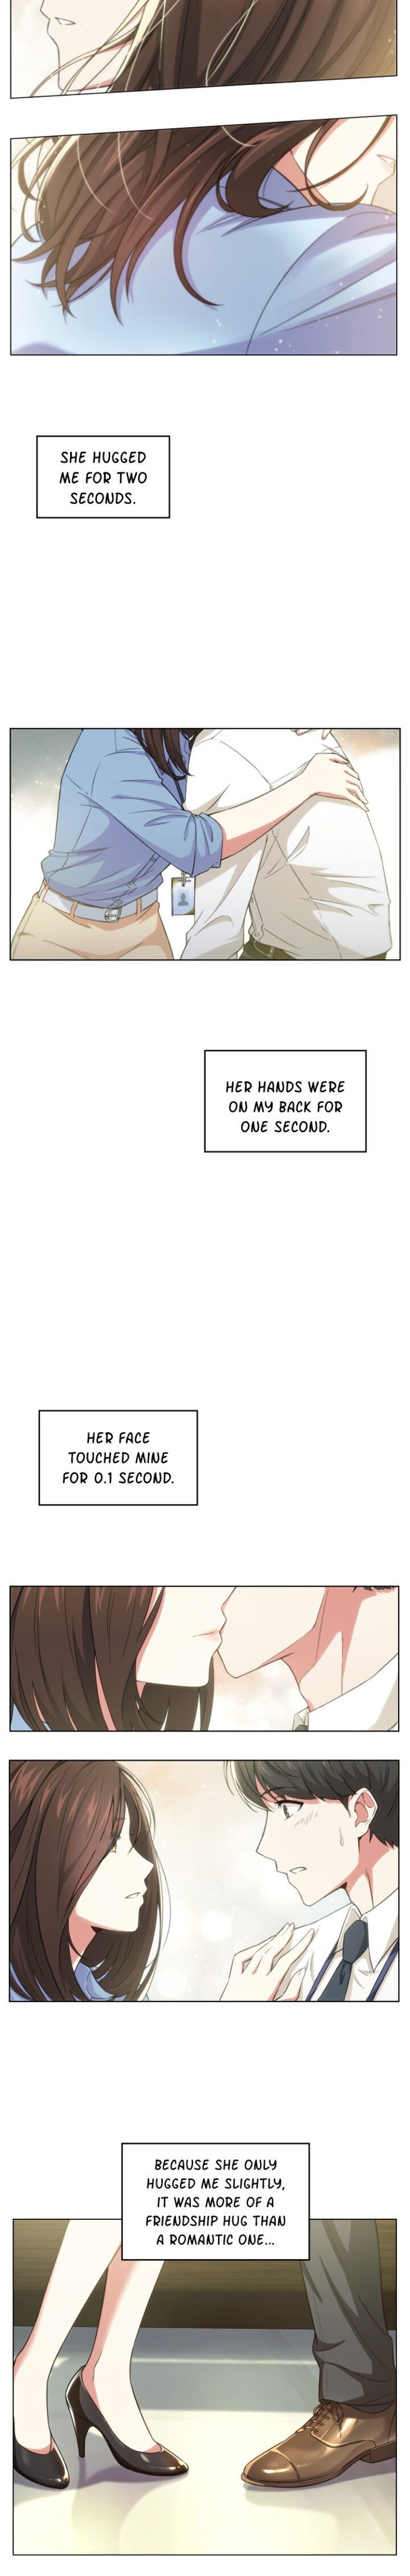 SHE HUGGED
ME FOR TWO
SECONDS.
HER HANDS WERE
ON MY BACK FOR
ONE SECOND.
HER FACE
TOUCHED MINE
FOR 0.1 SECOND.
BECAUSE SHE ONLY
HUGGED ME SLIGHTLY,
IT WAS MORE OF A
FRIENDSHIP HUG THAN
A ROMANTIC ONE...